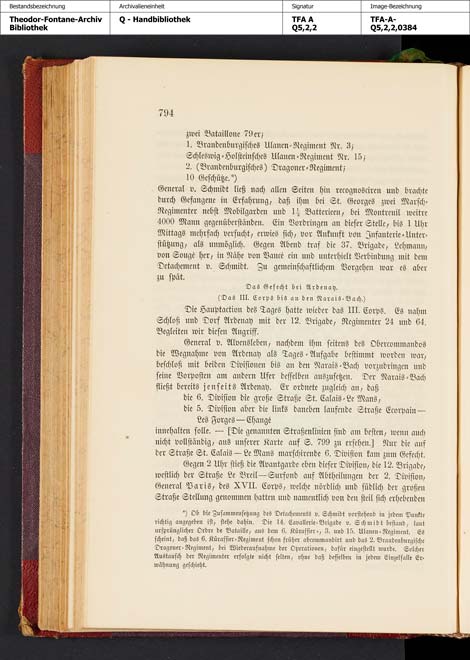 Bestandsbezeichnung Archivalieneinheit Signatur Image-Bezeichnung
Theodor-Fontane-Archiv Q - Handbibliothek TFA A TFA-A-
Bibliothek Q5,2,2 Q5,2,2,0384
794
zwei Bataillone 79er;
1. Brandenburgisches Ulanen-Regiment Nr. 3;
Schleswig-Holsteinsches Ulanen-Regiment Nr. 15;
2. (Brandenburgisches) Dragoner-Regiment;
10 Geschütze.*)
General v. Schmidt ließ nach allen Seiten hin recognosciren und brachte
durch Gefangene in Erfahrung, daß ihm bei St. Georges zwei Marsch-
Regimenter nebst Mobilgarden und 1½ Batterieen, bei Montreuil weitre
4000 Mann gegenüberständen. Ein Vordringen an dieser Stelle, bis 1 Uhr
Mittags mehrfach versucht, erwies sich, vor Ankunft von Infanterie-Unter-
stützung, als unmöglich. Gegen Abend traf die 37. Brigade, Lehmann,
von Sougé her, in Nähe von Vancé ein und unterhielt Verbindung mit dem
Detachement v. Schmidt. Zu gemeinschaftlichem Vorgehen war es aber
zu spät.
Das Gefecht bei Ardenay.
(Das III. Corps bis an den Narais-Bach.)
Die Hauptaction des Tages hatte wieder das III. Corps. Es nahm
Schloß und Dorf Ardenay mit der 12. Brigade, Regimenter 24 und 64.
Begleiten wir diesen Angriff.
General v. Alvensleben, nachdem ihm seitens des Obercommandos
die Wegnahme von Ardenay als Tages-Aufgabe bestimmt worden war,
beschloß mit beiden Divisionen bis an den Narais-Bach vorzudringen und
seine Vorposten am andern Ufer desselben auszusetzen. Der Narais-Bach
fließt bereits jenseits Ardenay. Er ordnete zugleich an, daß
die 6. Division die große Straße St. Calais-Le Mans,
die 5. Division aber die links daneben laufende Straße Ecorpain—
Les Forges—Changé
innehalten solle. — [Die genannten Straßenlinien sind am besten, wenn auch
nicht vollständig, aus unserer Karte auf S. 799 zu ersehen.] Nur die auf
der Straße St. Calais—Le Mans marschirende 6. Division kam zum Gefecht.
Gegen 2 Uhr stieß die Avantgarde eben dieser Division, die 12. Brigade,
westlich der Straße Le Breil—Surfond auf Abtheilungen der 2. Division,
General Paris, des XVII. Corps, welche nördlich und südlich der großen
Straße Stellung genommen hatten und namentlich von den steil sich erhebenden
*) Ob die Zusammensetzung des Detachements v. Schmidt vorstehend in jedem Punkte
richtig angegeben ist, stehe dahin. Die 14. Cavallerie-Brigade v. Schmidt bestand, laut
ursprünglicher Ordre de Bataille, aus dem 6. Kürassier-, 3. und 15. Ulanen-Regiment. Es
scheint, daß das 6. Kürassier-Regiment schon früher abcommandirt und das 2. Brandenburgische
Dragoner-Regiment, bei Wiederaufnahme der Operationen, dafür eingestellt wurde. Solcher
Austausch der Regimenter erfolgte nicht selten, ohne daß desselben in jedem Einzelfalle Er-
wähnung geschieht.